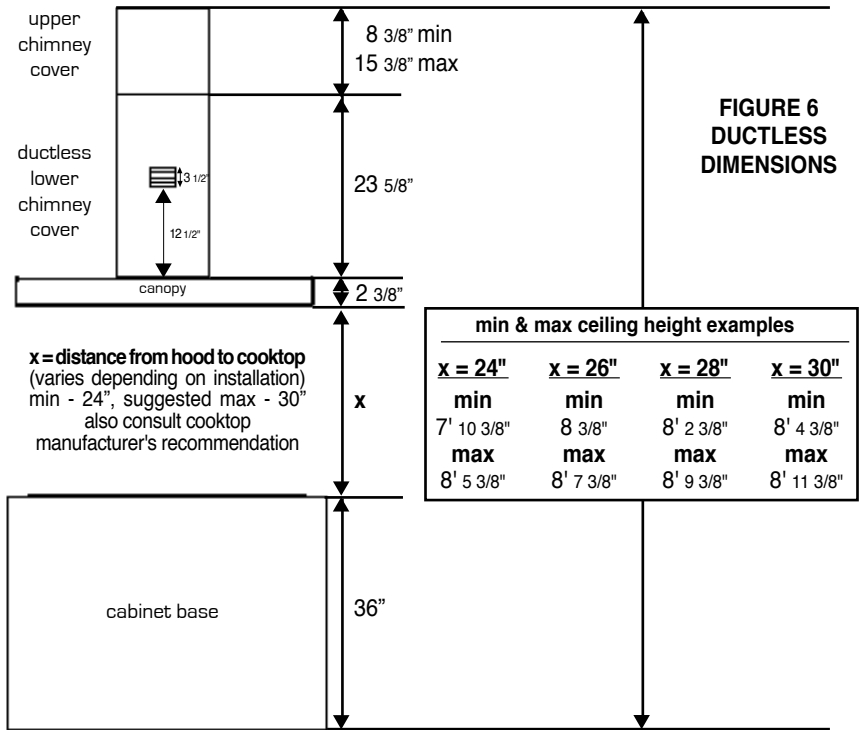 upper
chimney
cover
8 3/8” min
15 3/8” max
FIGURE 6
DUCTLESS
DIMENSIONS
ductless
lower
chimney
cover
3 1/2"
12 1/2"
23 5/8”
canopy
2 3/8”
x = distance from hood to cooktop
(varies depending on installation)
min - 24”, suggested max - 30”
also consult cooktop
manufacturer's recommendation
x
min & max ceiling height examples
x = 24" x = 26" x = 28" x = 30"
min min min min
7' 10 3/8" 8 3/8" 8' 2 3/8" 8' 4 3/8"
max max max max
8' 5 3/8" 8' 7 3/8" 8' 9 3/8" 8' 11 3/8"
cabinet base
36”